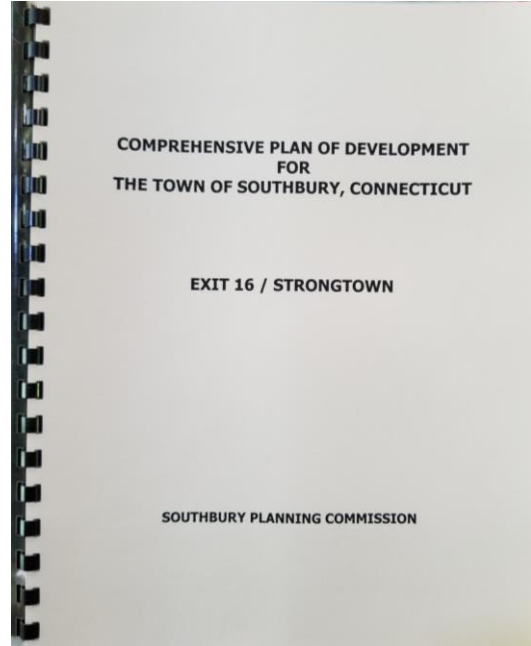 COMPREHENSIVE PLAN OF DEVELOPMENT
FOR
THE TOWN OF SOUTHBURY, CONNECTICUT
EXIT 16 / STRONGTOWN
SOUTHBURY PLANNING COMMISSION